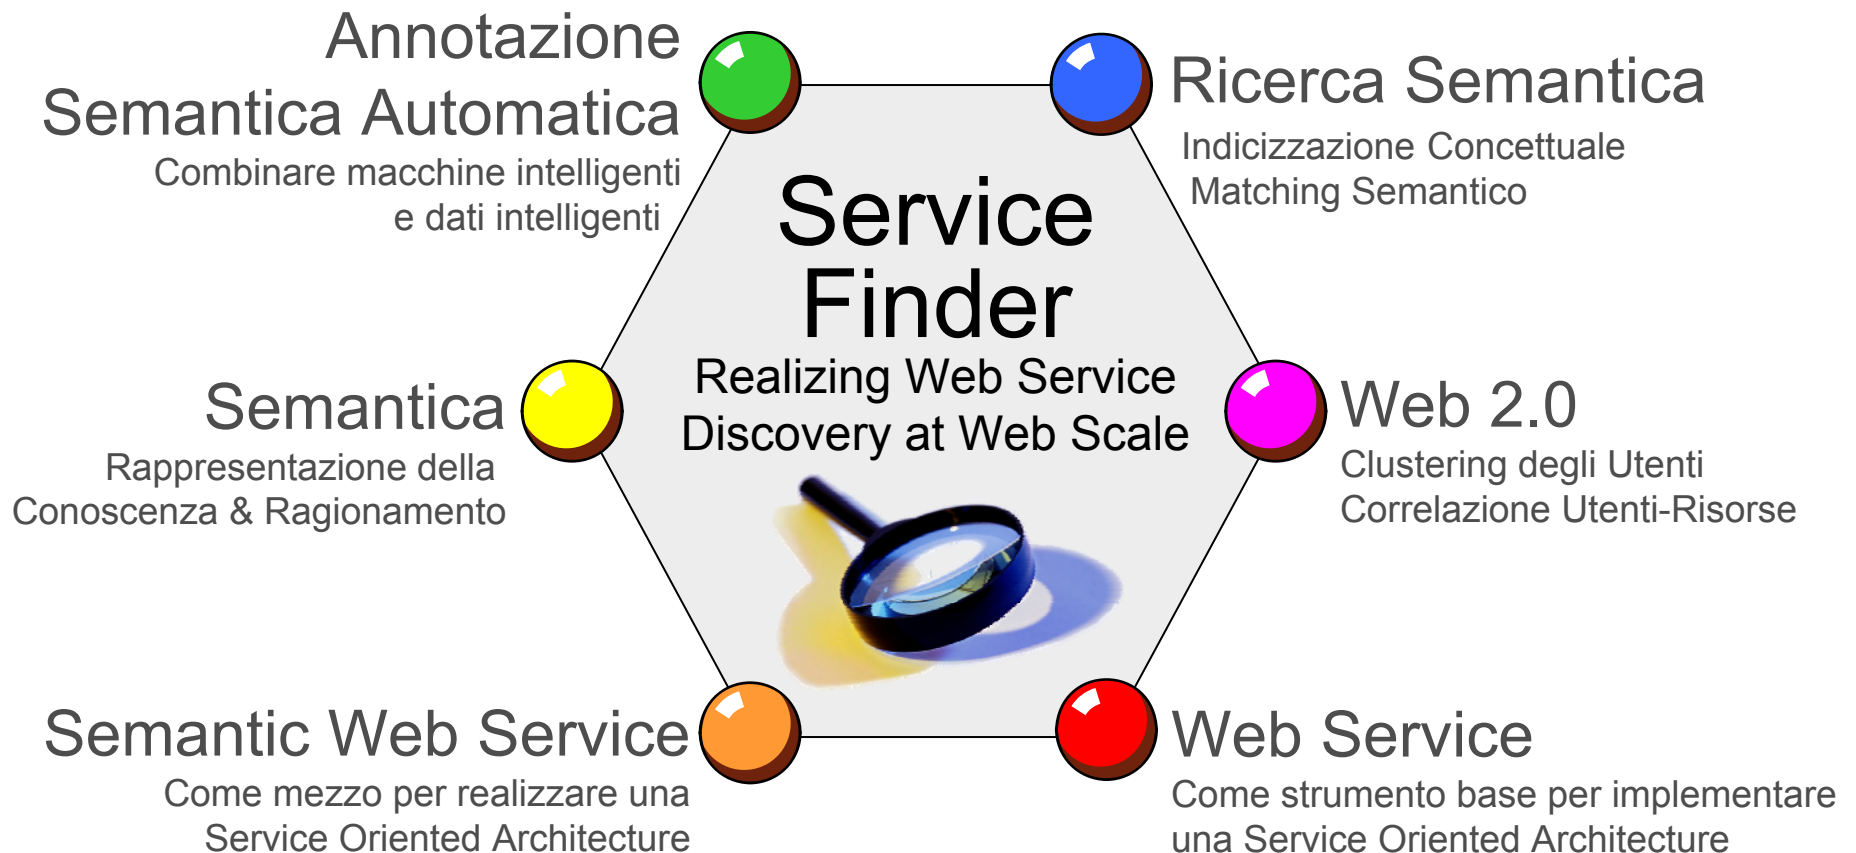 Annotazione
Semantica Automatica
Combinare macchine intelligenti
e dati intelligenti
Ricerca Semantica
Indicizzazione Concettuale
Matching Semantico
Service
Finder
Realizing Web Service
Discovery at Web Scale
Semantica
Rappresentazione della
Conoscenza & Ragionamento
Web 2.0
Clustering degli Utenti
Correlazione Utenti-Risorse
Semantic Web Service
Come mezzo per realizzare una
Service Oriented Architecture
Web Service
Come strumento base per implementare
una Service Oriented Architecture